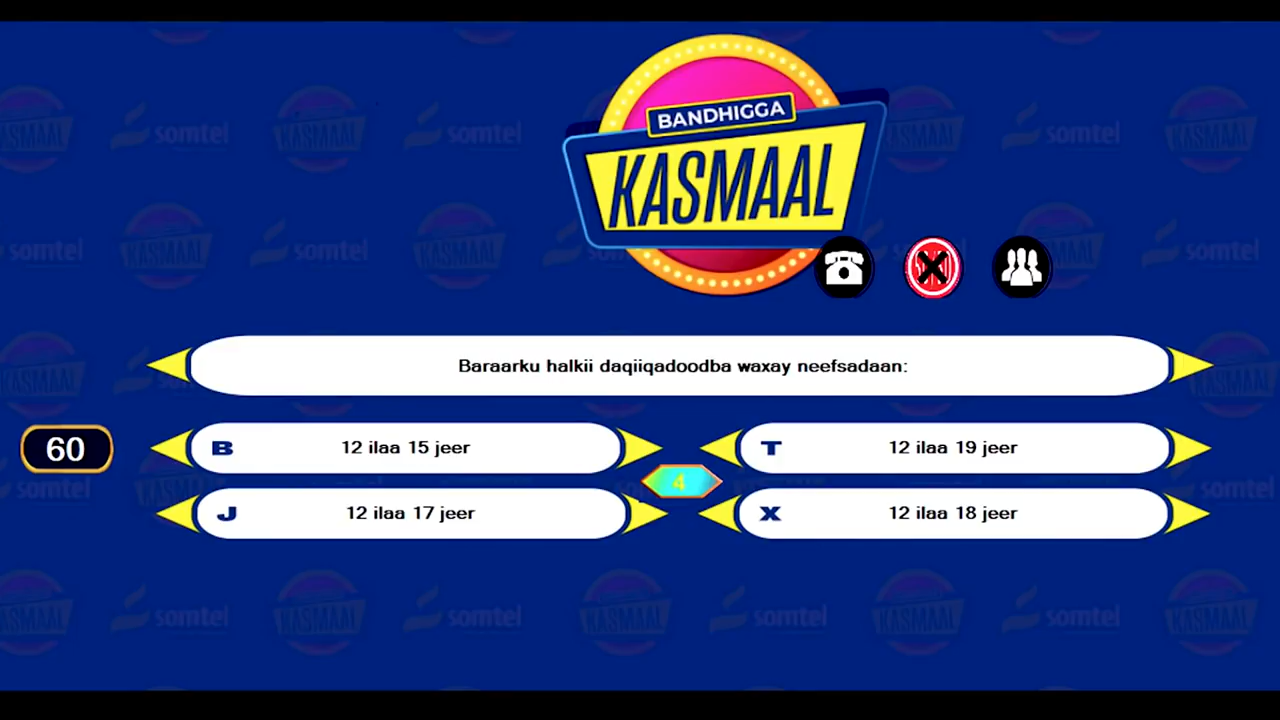 BANDHIGGA
KASMAAL
Baraarku halkii daqiiqadoodba waxay neefsadaan:
60
B 12 ilaa 15 jeer
T 12 ilaa 19 jeer
4
J 12 ilaa 17 jeer
X 12 ilaa 18 jeer
somtel